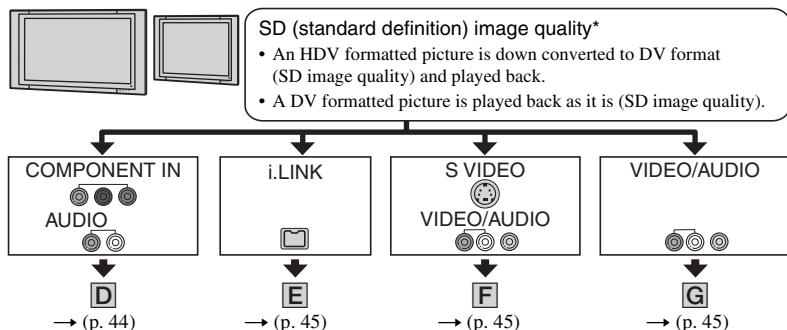 SD (standard definition) image quality*
• An HDV formatted picture is down converted to DV format
(SD image quality) and played back.
• A DV formatted picture is played back as it is (SD image quality).
COMPONENT IN
AUDIO
i.LINK
S VIDEO
VIDEO/AUDIO
VIDEO/AUDIO
D
E
F
G
→ (p. 44)
→ (p. 45)
→ (p. 45)
→ (p. 45)